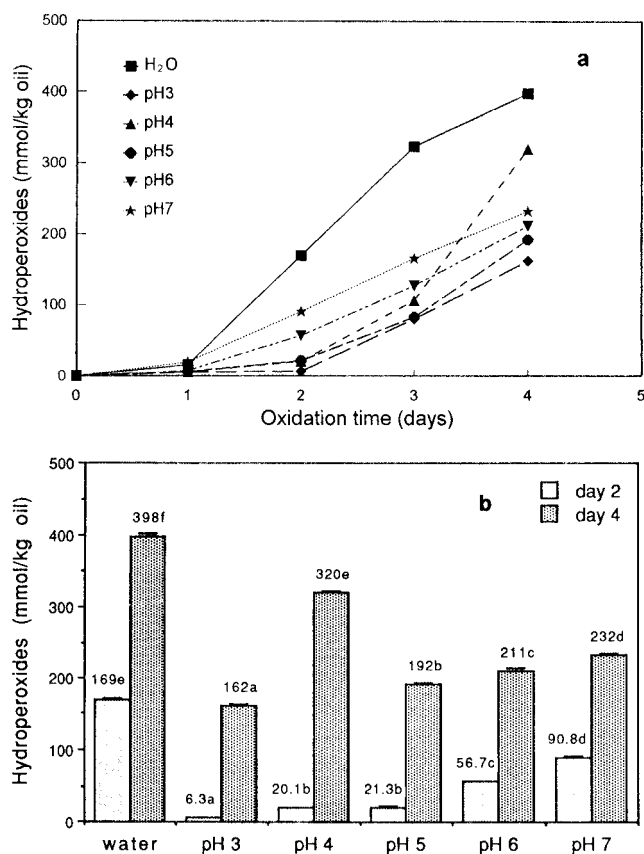 500
400
300
200
100
0
Hydroperoxides (mmol/kg oil)
a
H2O
pH3
pH4
pH5
pH6
pH7
0 1 2 3 4 5
Oxidation time (days)
500
400
300
200
100
0
Hydroperoxides (mmol/kg oil)
b
day 2
day 4
169e
398f
6.3a
162a
20.1b
320e
21.3b
192b
56.7c
211c
90.8d
232d
water pH 3 pH 4 pH 5 pH 6 pH 7